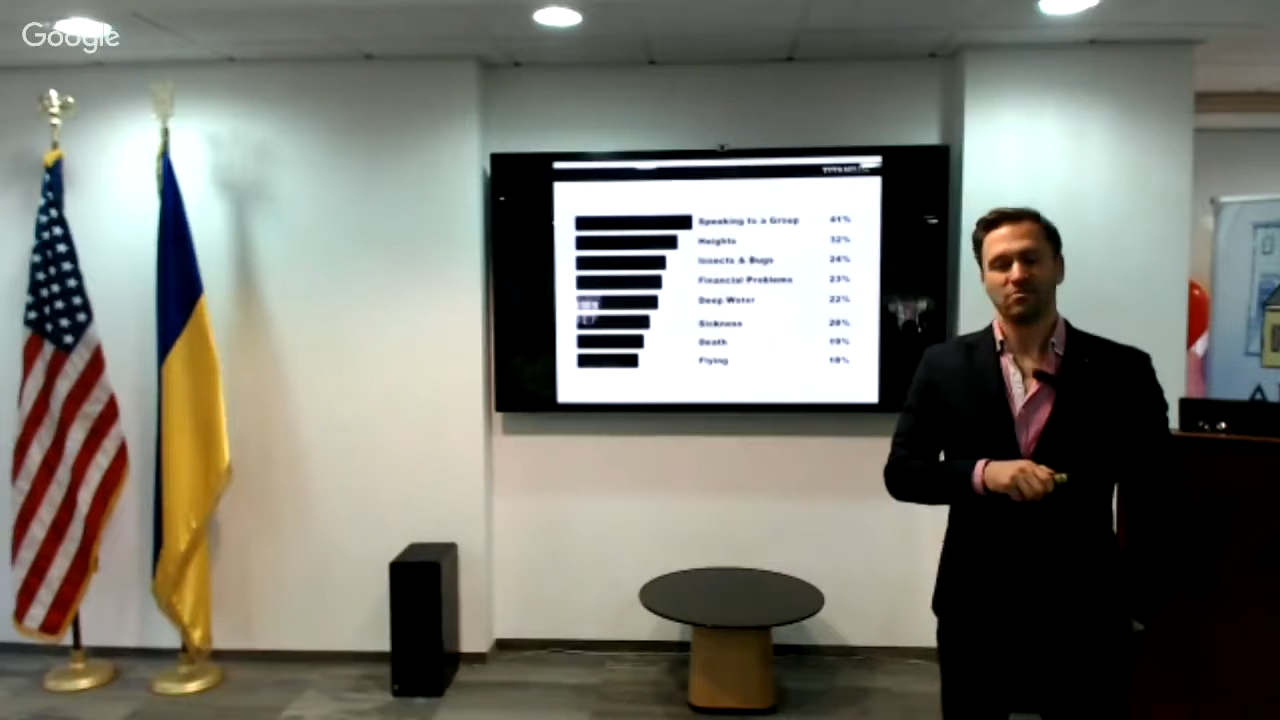 Google
Speaking to a Group 41%
Heights 32%
Insects & Bugs 24%
Financial Problems 23%
Deep Water 22%
Sickness 20%
Death 19%
Flying 18%